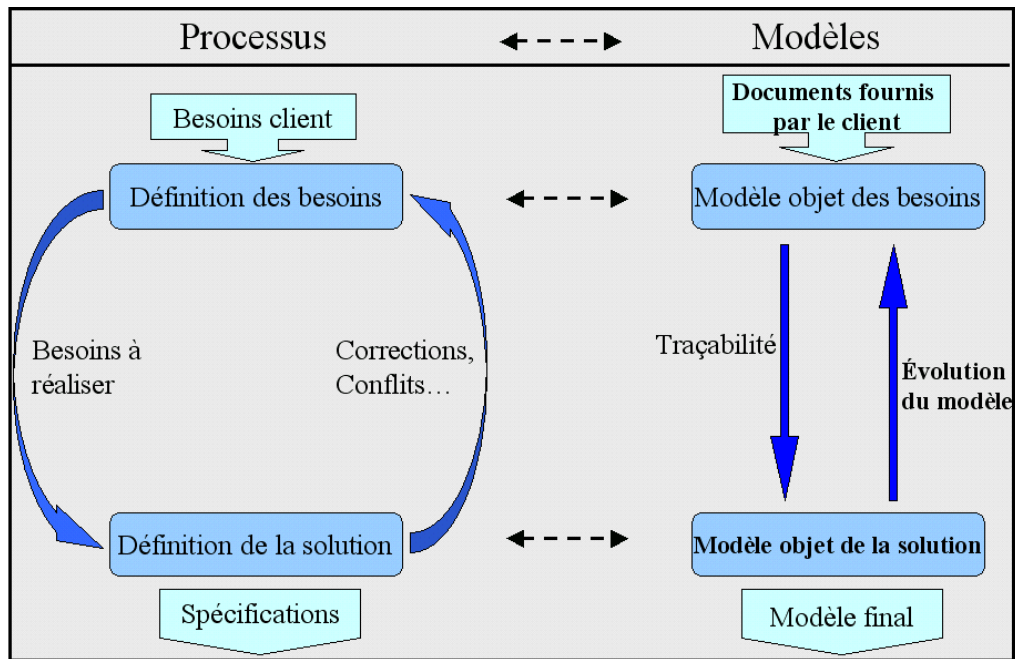 Processus
Modèles
Besoins client
Documents fournis
par le client
Définition des besoins
Modèle objet des besoins
Besoins à
réaliser
Corrections,
Conflits…
Traçabilité
Évolution
du modèle
Définition de la solution
Modèle objet de la solution
Spécifications
Modèle final